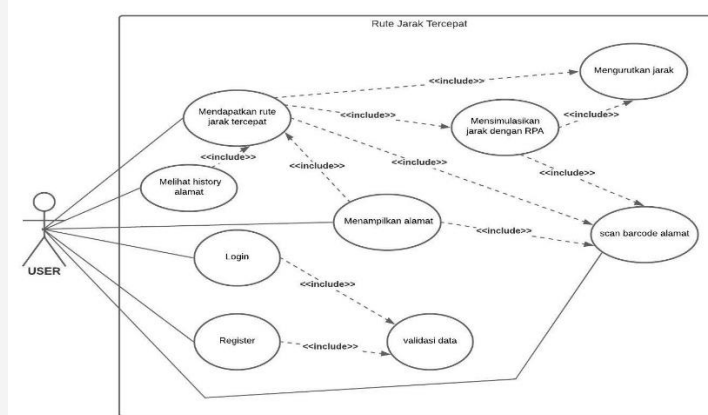 Rute Jarak Tercepat
Mengurutkan jarak
<<include>>
Mendapatkan rute
jarak tercepat
<<include>>
Mensimulasikan
jarak dengan RPA
<<include>>
<<include>>
<<include>>
<<include>>
<<include>>
Melihat history
alamat
Menampilkan alamat
<<include>>
scan barcode alamat
USER
Login
<<include>>
Register
<<include>>
validasi data